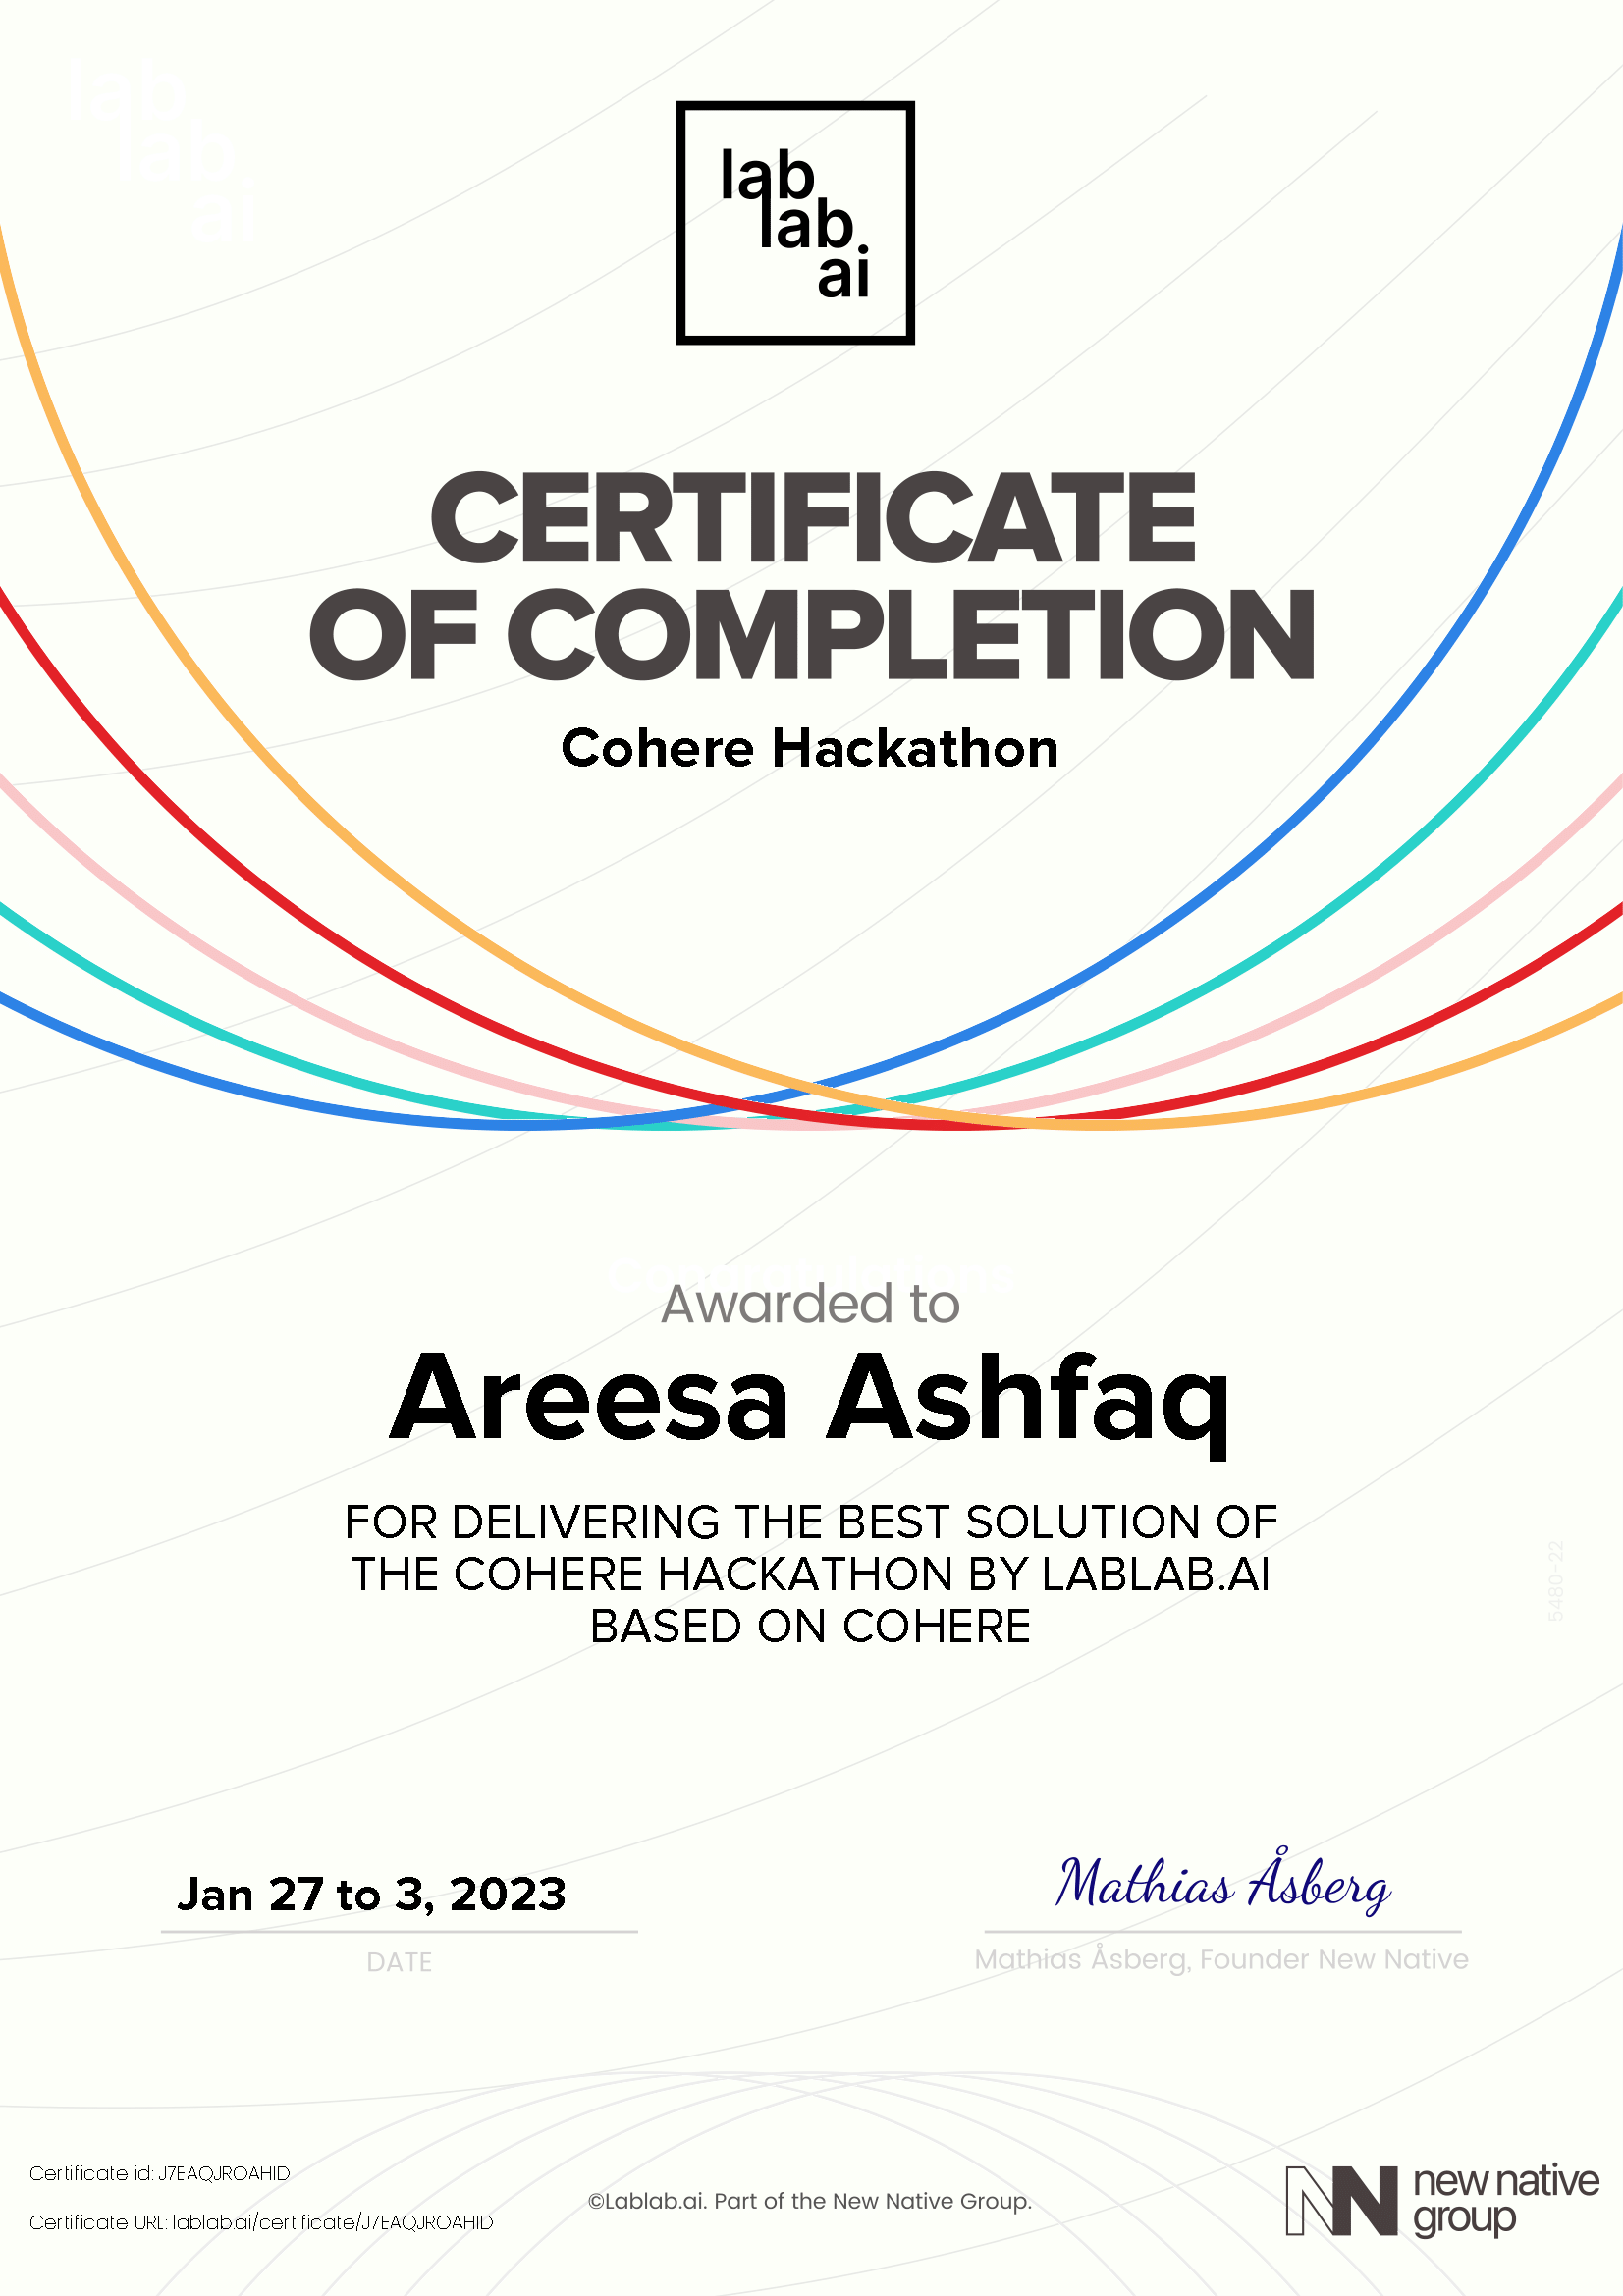 lab
lab
ai
lab
lab
ai
CERTIFICATE
OF COMPLETION
Cohere Hackathon
Awarded to
Areesa Ashfaq
FOR DELIVERING THE BEST SOLUTION OF
THE COHERE HACKATHON BY LABLAB.AI
BASED ON COHERE
5480-22
Jan 27 to 3, 2023
DATE
Mathias Åsberg
Mathias Åsberg, Founder New Native
Certificate id: J7EAQJROAHID
Certificate URL: lablab.ai/certificate/J7EAQJROAHID
©Lablab.ai. Part of the New Native Group.
new native
group